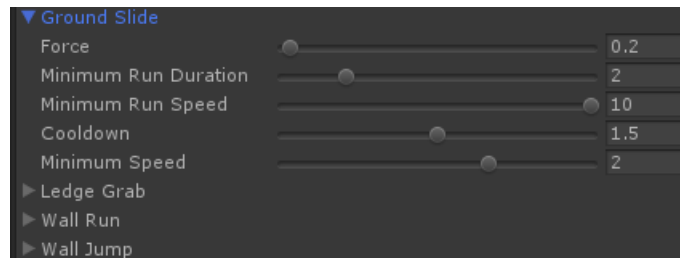 Ground Slide
Force 0.2
Minimum Run Duration 2
Minimum Run Speed 10
Cooldown 1.5
Minimum Speed 2
Ledge Grab
Wall Run
Wall Jump